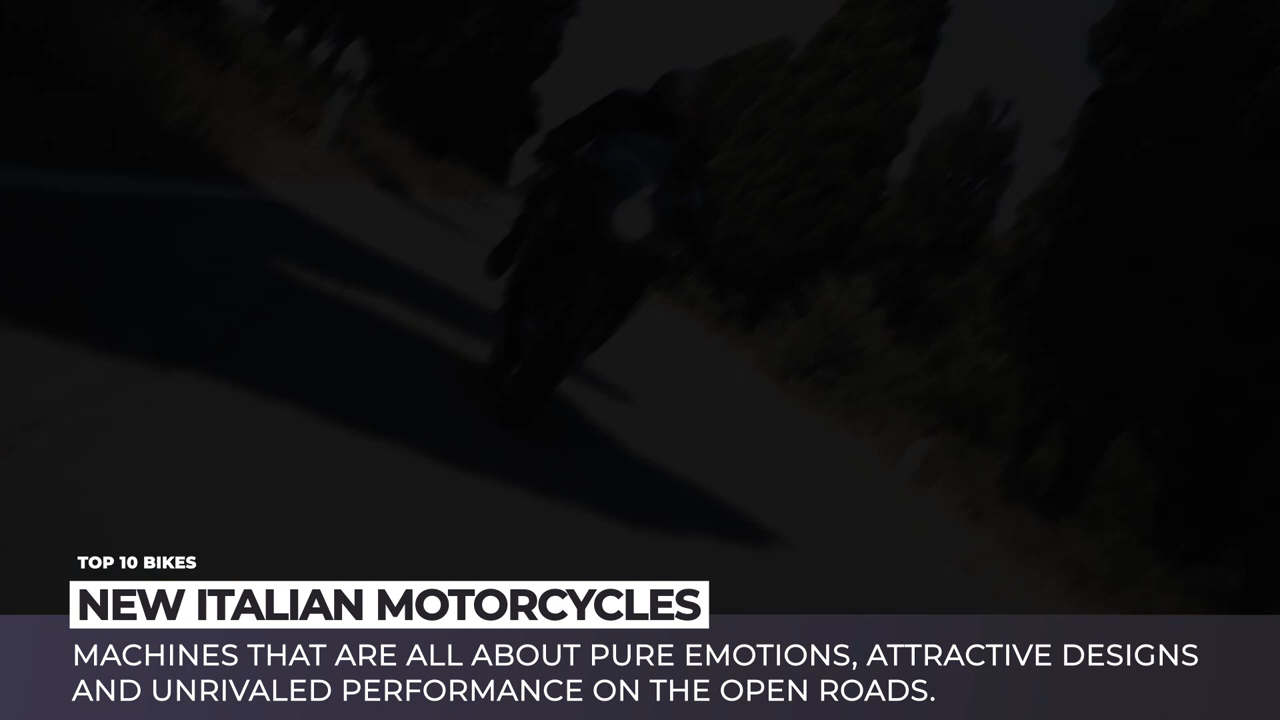 TOP 10 BIKES
NEW ITALIAN MOTORCYCLES
MACHINES THAT ARE ALL ABOUT PURE EMOTIONS, ATTRACTIVE DESIGNS
AND UNRIVALED PERFORMANCE ON THE OPEN ROADS.